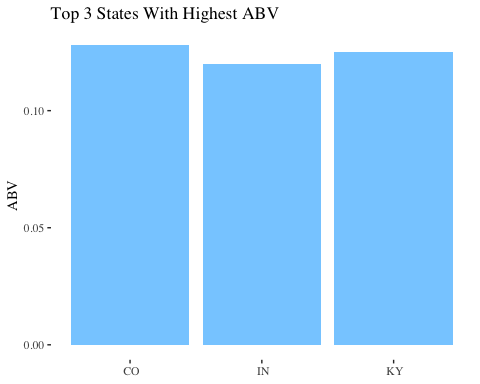 Top 3 States With Highest ABV
ABV
0.10
0.05
0.00
CO
IN
KY